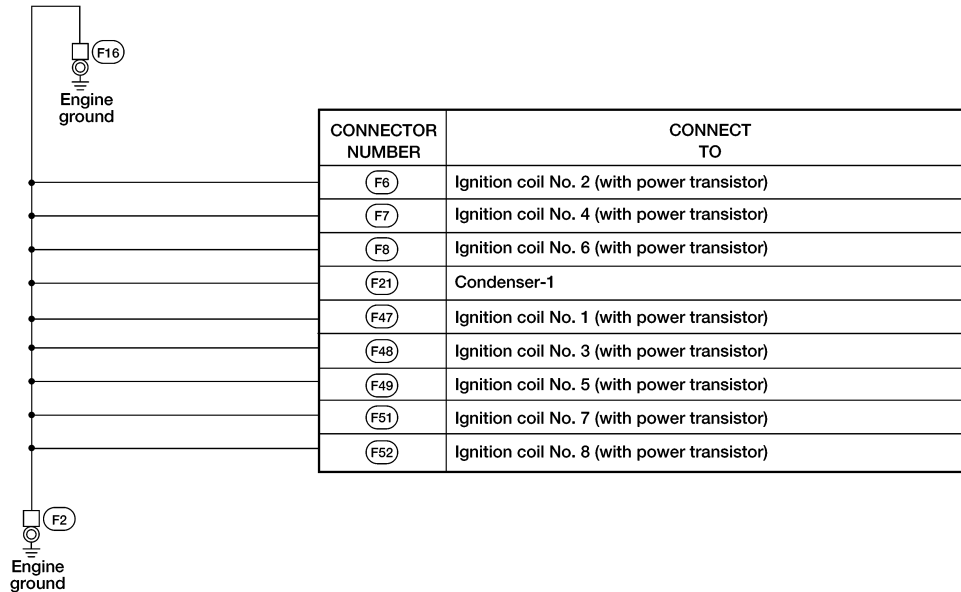 F16
Engine
ground
CONNECTOR
NUMBER
CONNECT
TO
F6 Ignition coil No. 2 (with power transistor)
F7 Ignition coil No. 4 (with power transistor)
F8 Ignition coil No. 6 (with power transistor)
F21 Condenser-1
F47 Ignition coil No. 1 (with power transistor)
F48 Ignition coil No. 3 (with power transistor)
F49 Ignition coil No. 5 (with power transistor)
F51 Ignition coil No. 7 (with power transistor)
F52 Ignition coil No. 8 (with power transistor)
F2
Engine
ground